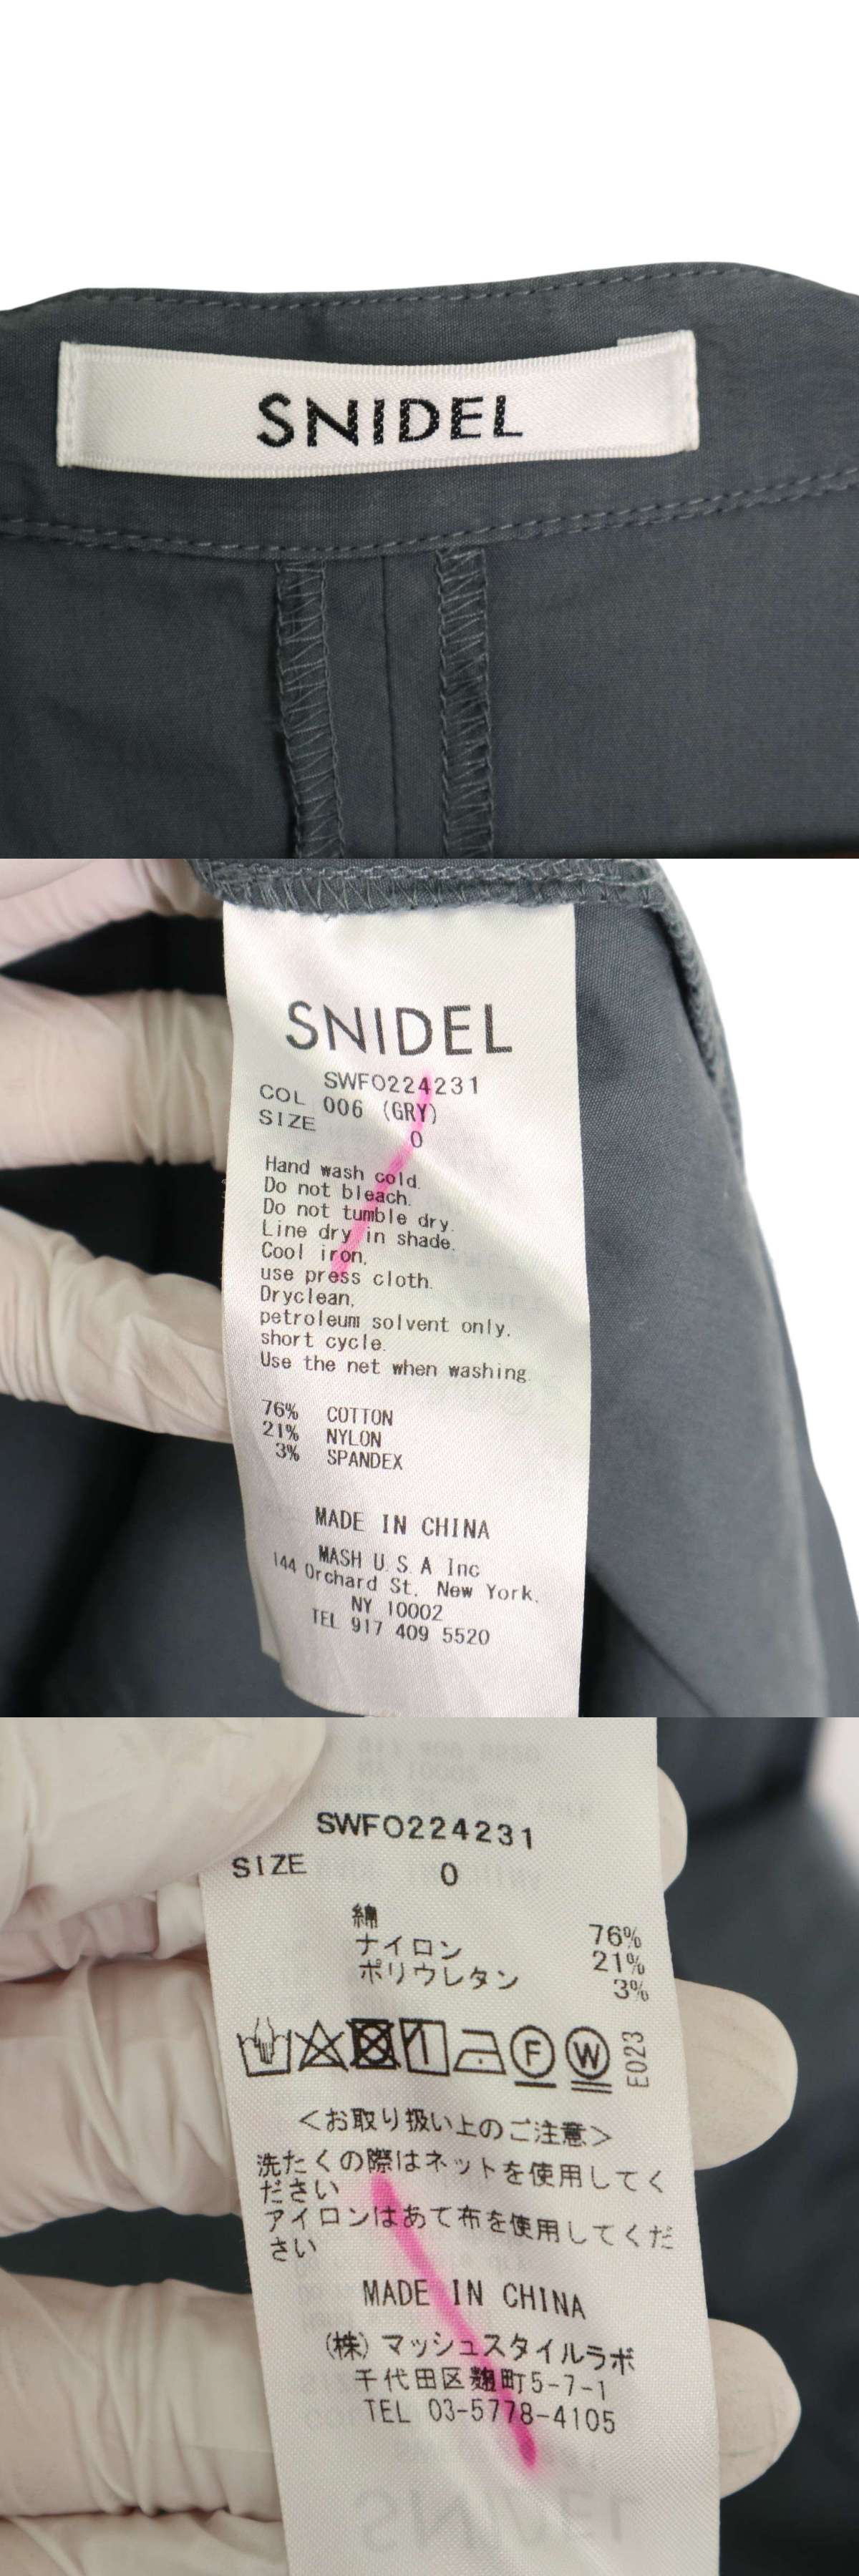 SNIDEL
SNIDEL
SWFO224231
COL 006 (GRY)
SIZE 0
Hand wash cold.
Do not bleach.
Do not tumble dry.
Line dry in shade.
Cool iron,
use press cloth.
Dryclean,
petroleum solvent only.
short cycle.
Use the net when washing.
76% COTTON
21% NYLON
3% SPANDEX
MADE IN CHINA
MASH U.S.A Inc
144 Orchard St. New York.
NY 10002
TEL 917 409 5520
SWFO224231
SIZE 0
綿 76%
ナイロン 21%
ポリウレタン 3%
F W E023
<お取り扱い上のご注意>
洗たくの際はネットを使用してく
ださい
アイロンはあて布を使用してくだ
さい
MADE IN CHINA
(株)マッシュスタイルラボ
千代田区麹町5-7-1
TEL 03-5778-4105